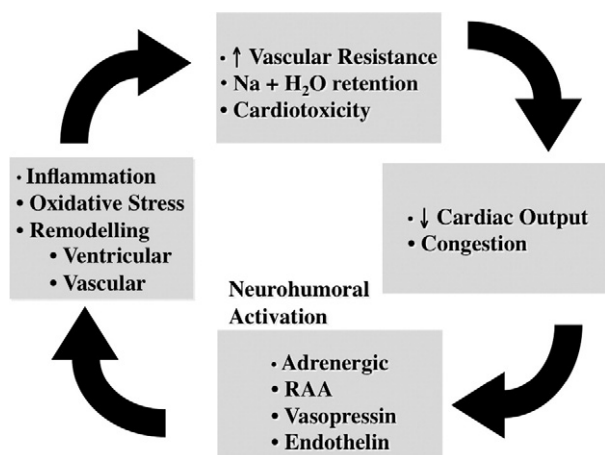 • ↑ Vascular Resistance
• Na + H₂O retention
• Cardiotoxicity
• Inflammation
• Oxidative Stress
• Remodelling
• Ventricular
• Vascular
• ↓ Cardiac Output
• Congestion
Neurohumoral
Activation
• Adrenergic
• RAA
• Vasopressin
• Endothelin